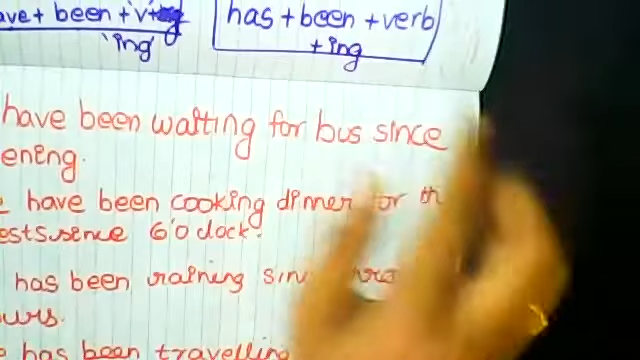 ave + been + v+
ing
has + been + verb
+ ing
have been waiting for bus since
ening.
have been cooking dinner for th
ests since 6'o clock.
has been raining sin
ours.
has been travelling